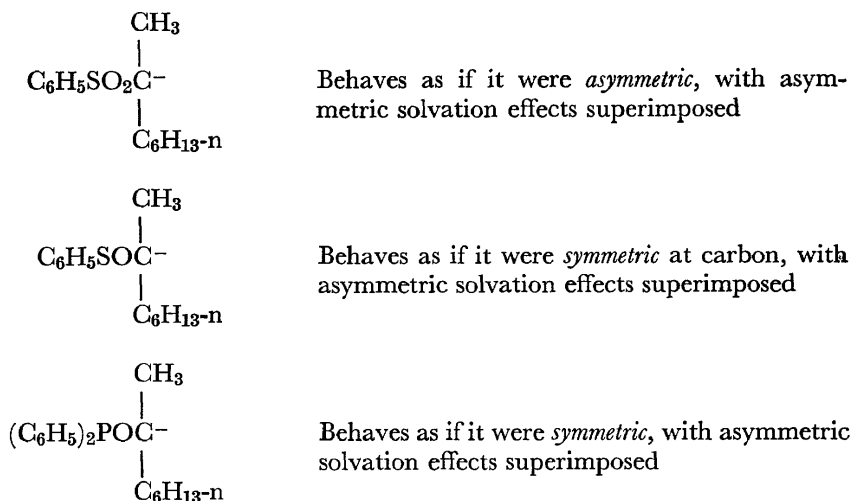 CH₃
C₆H₅SO₂C⁻
C₆H₁₃-n
Behaves as if it were asymmetric, with asym-
metric solvation effects superimposed
CH₃
C₆H₅SOC⁻
C₆H₁₃-n
Behaves as if it were symmetric at carbon, with
asymmetric solvation effects superimposed
CH₃
(C₆H₅)₂POC⁻
C₆H₁₃-n
Behaves as if it were symmetric, with asymmetric
solvation effects superimposed